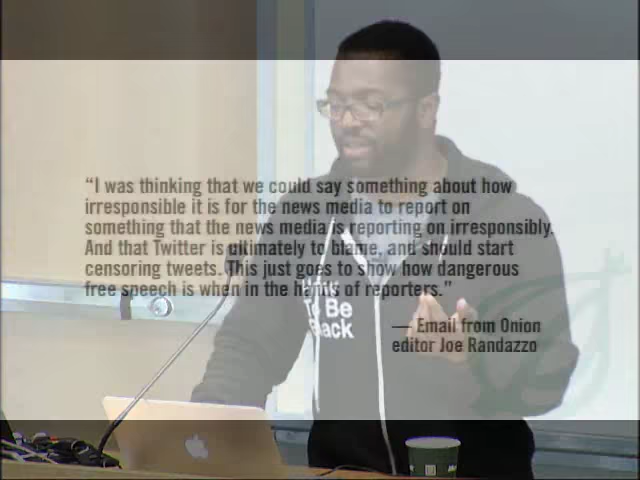 “I was thinking that we could say something about how
irresponsible it is for the news media to report on
something that the news media is reporting on irresponsibly.
And that Twitter is ultimately to blame, and should start
censoring tweets. This just goes to show how dangerous
free speech is when in the hands of reporters.”
— Email from Onion
editor Joe Randazzo
To Be
Black